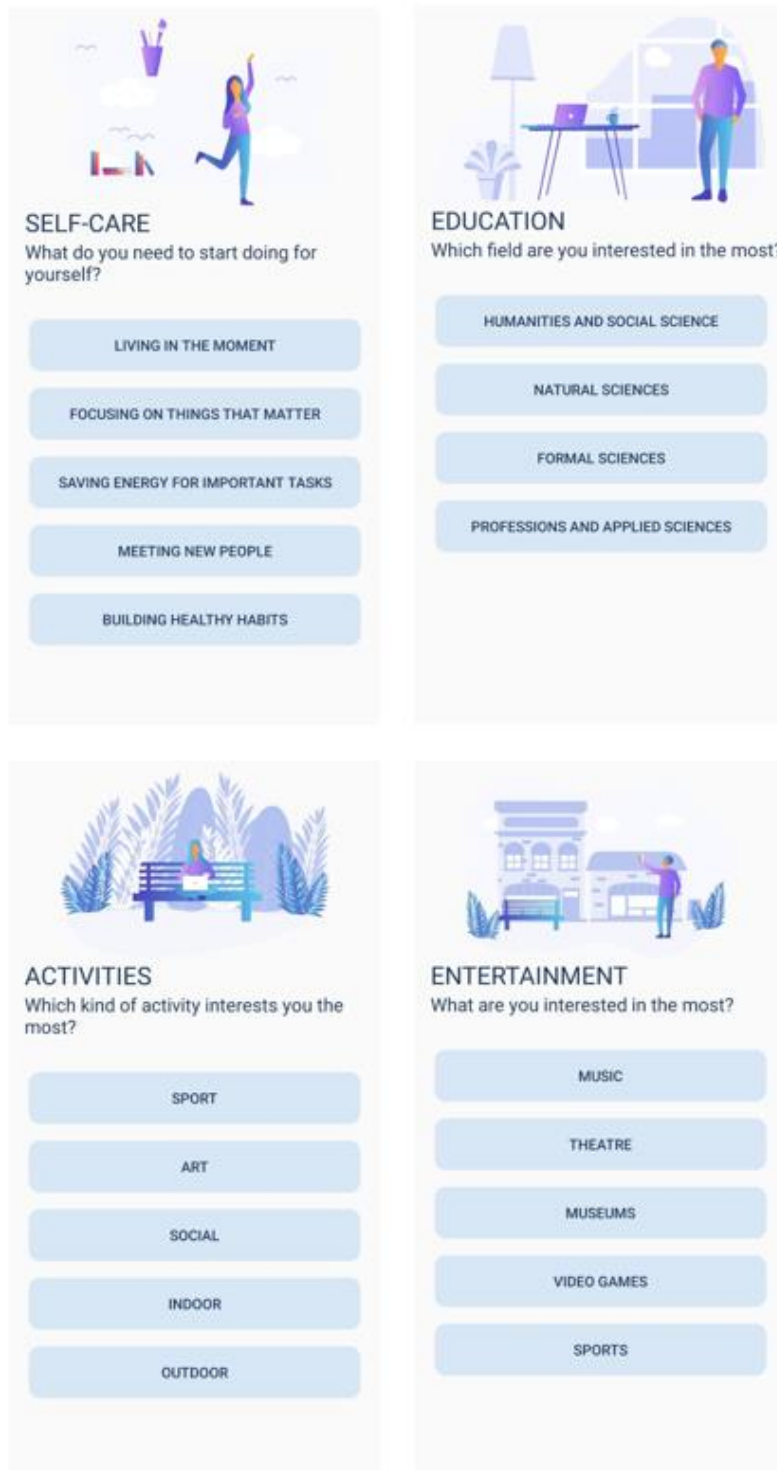 SELF-CARE
What do you need to start doing for
yourself?
LIVING IN THE MOMENT
FOCUSING ON THINGS THAT MATTER
SAVING ENERGY FOR IMPORTANT TASKS
MEETING NEW PEOPLE
BUILDING HEALTHY HABITS
EDUCATION
Which field are you interested in the most?
HUMANITIES AND SOCIAL SCIENCE
NATURAL SCIENCES
FORMAL SCIENCES
PROFESSIONS AND APPLIED SCIENCES
ACTIVITIES
Which kind of activity interests you the
most?
SPORT
ART
SOCIAL
INDOOR
OUTDOOR
ENTERTAINMENT
What are you interested in the most?
MUSIC
THEATRE
MUSEUMS
VIDEO GAMES
SPORTS